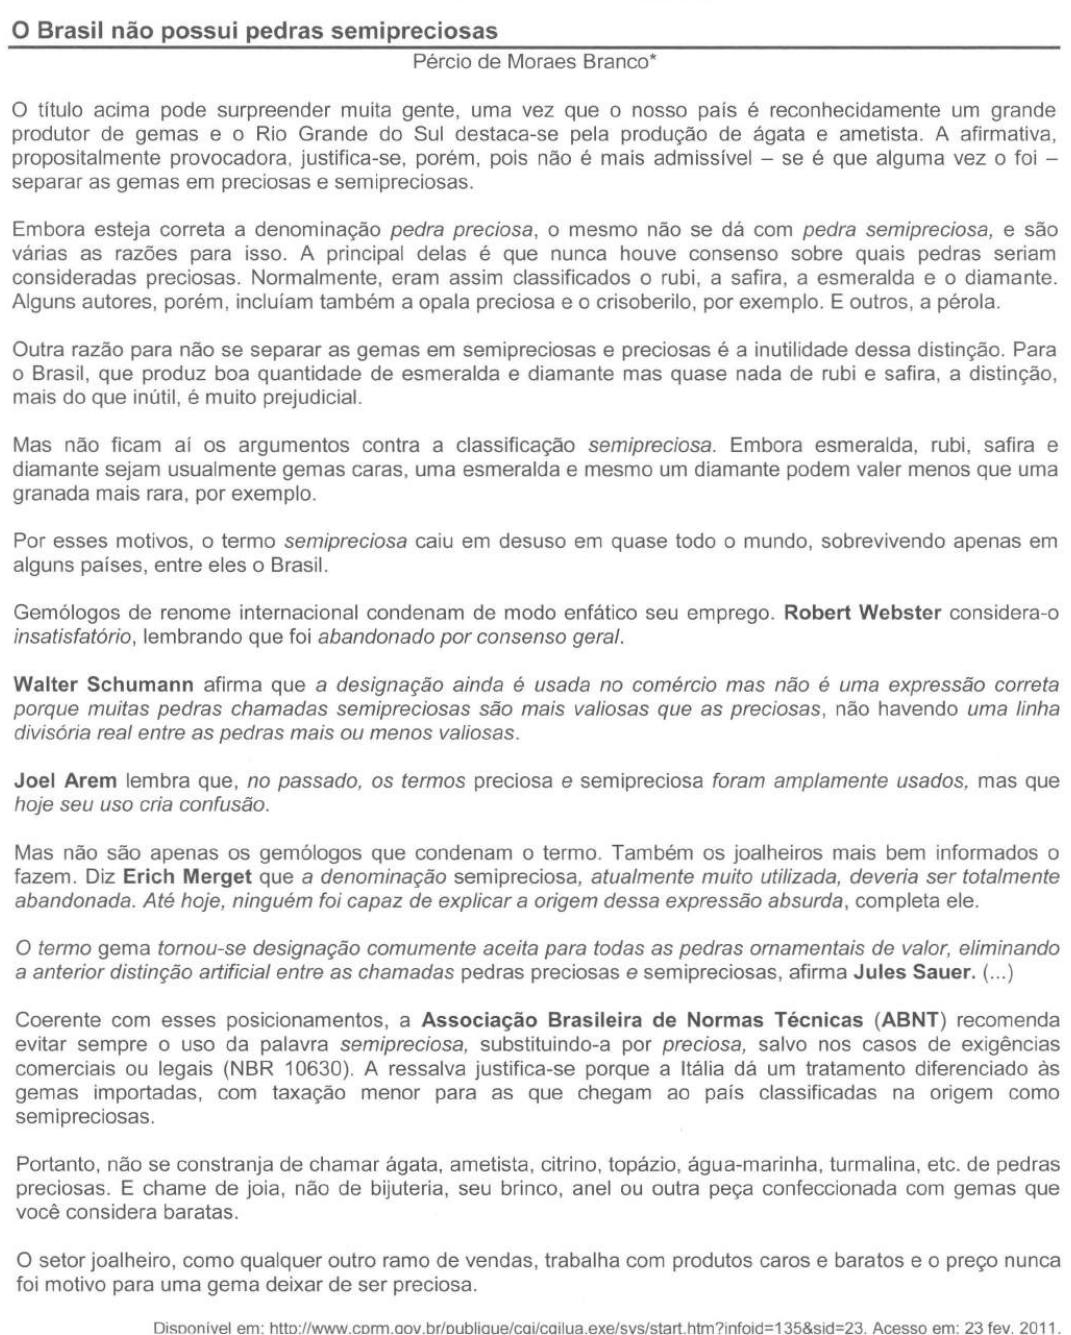 O Brasil não possui pedras semipreciosas
Pércio de Moraes Branco*
O título acima pode surpreender muita gente, uma vez que o nosso país é reconhecidamente um grande
produtor de gemas e o Rio Grande do Sul destaca-se pela produção de ágata e ametista. A afirmativa,
propositalmente provocadora, justifica-se, porém, pois não é mais admissível – se é que alguma vez o foi –
separar as gemas em preciosas e semipreciosas.
Embora esteja correta a denominação pedra preciosa, o mesmo não se dá com pedra semipreciosa, e são
várias as razões para isso. A principal delas é que nunca houve consenso sobre quais pedras seriam
consideradas preciosas. Normalmente, eram assim classificados o rubi, a safira, a esmeralda e o diamante.
Alguns autores, porém, incluíam também a opala preciosa e o crisoberilo, por exemplo. E outros, a pérola.
Outra razão para não se separar as gemas em semipreciosas e preciosas é a inutilidade dessa distinção. Para
o Brasil, que produz boa quantidade de esmeralda e diamante mas quase nada de rubi e safira, a distinção,
mais do que inútil, é muito prejudicial.
Mas não ficam aí os argumentos contra a classificação semipreciosa. Embora esmeralda, rubi, safira e
diamante sejam usualmente gemas caras, uma esmeralda e mesmo um diamante podem valer menos que uma
granada mais rara, por exemplo.
Por esses motivos, o termo semipreciosa caiu em desuso em quase todo o mundo, sobrevivendo apenas em
alguns países, entre eles o Brasil.
Gemólogos de renome internacional condenam de modo enfático seu emprego. Robert Webster considera-o
insatisfatório, lembrando que foi abandonado por consenso geral.
Walter Schumann afirma que a designação ainda é usada no comércio mas não é uma expressão correta
porque muitas pedras chamadas semipreciosas são mais valiosas que as preciosas, não havendo uma linha
divisória real entre as pedras mais ou menos valiosas.
Joel Arem lembra que, no passado, os termos preciosa e semipreciosa foram amplamente usados, mas que
hoje seu uso cria confusão.
Mas não são apenas os gemólogos que condenam o termo. Também os joalheiros mais bem informados o
fazem. Diz Erich Merget que a denominação semipreciosa, atualmente muito utilizada, deveria ser totalmente
abandonada. Até hoje, ninguém foi capaz de explicar a origem dessa expressão absurda, completa ele.
O termo gema tornou-se designação comumente aceita para todas as pedras ornamentais de valor, eliminando
a anterior distinção artificial entre as chamadas pedras preciosas e semipreciosas, afirma Jules Sauer. (...)
Coerente com esses posicionamentos, a Associação Brasileira de Normas Técnicas (ABNT) recomenda
evitar sempre o uso da palavra semipreciosa, substituindo-a por preciosa, salvo nos casos de exigências
comerciais ou legais (NBR 10630). A ressalva justifica-se porque a Itália dá um tratamento diferenciado às
gemas importadas, com taxação menor para as que chegam ao país classificadas na origem como
semipreciosas.
Portanto, não se constranja de chamar ágata, ametista, citrino, topázio, água-marinha, turmalina, etc. de pedras
preciosas. E chame de joia, não de bijuteria, seu brinco, anel ou outra peça confeccionada com gemas que
você considera baratas.
O setor joalheiro, como qualquer outro ramo de vendas, trabalha com produtos caros e baratos e o preço nunca
foi motivo para uma gema deixar de ser preciosa.
Disponível em: http://www.cprm.gov.br/publique/cgi/cgilua.exe/sys/start.htm?infoid=135&sid=23. Acesso em: 23 fev. 2011.